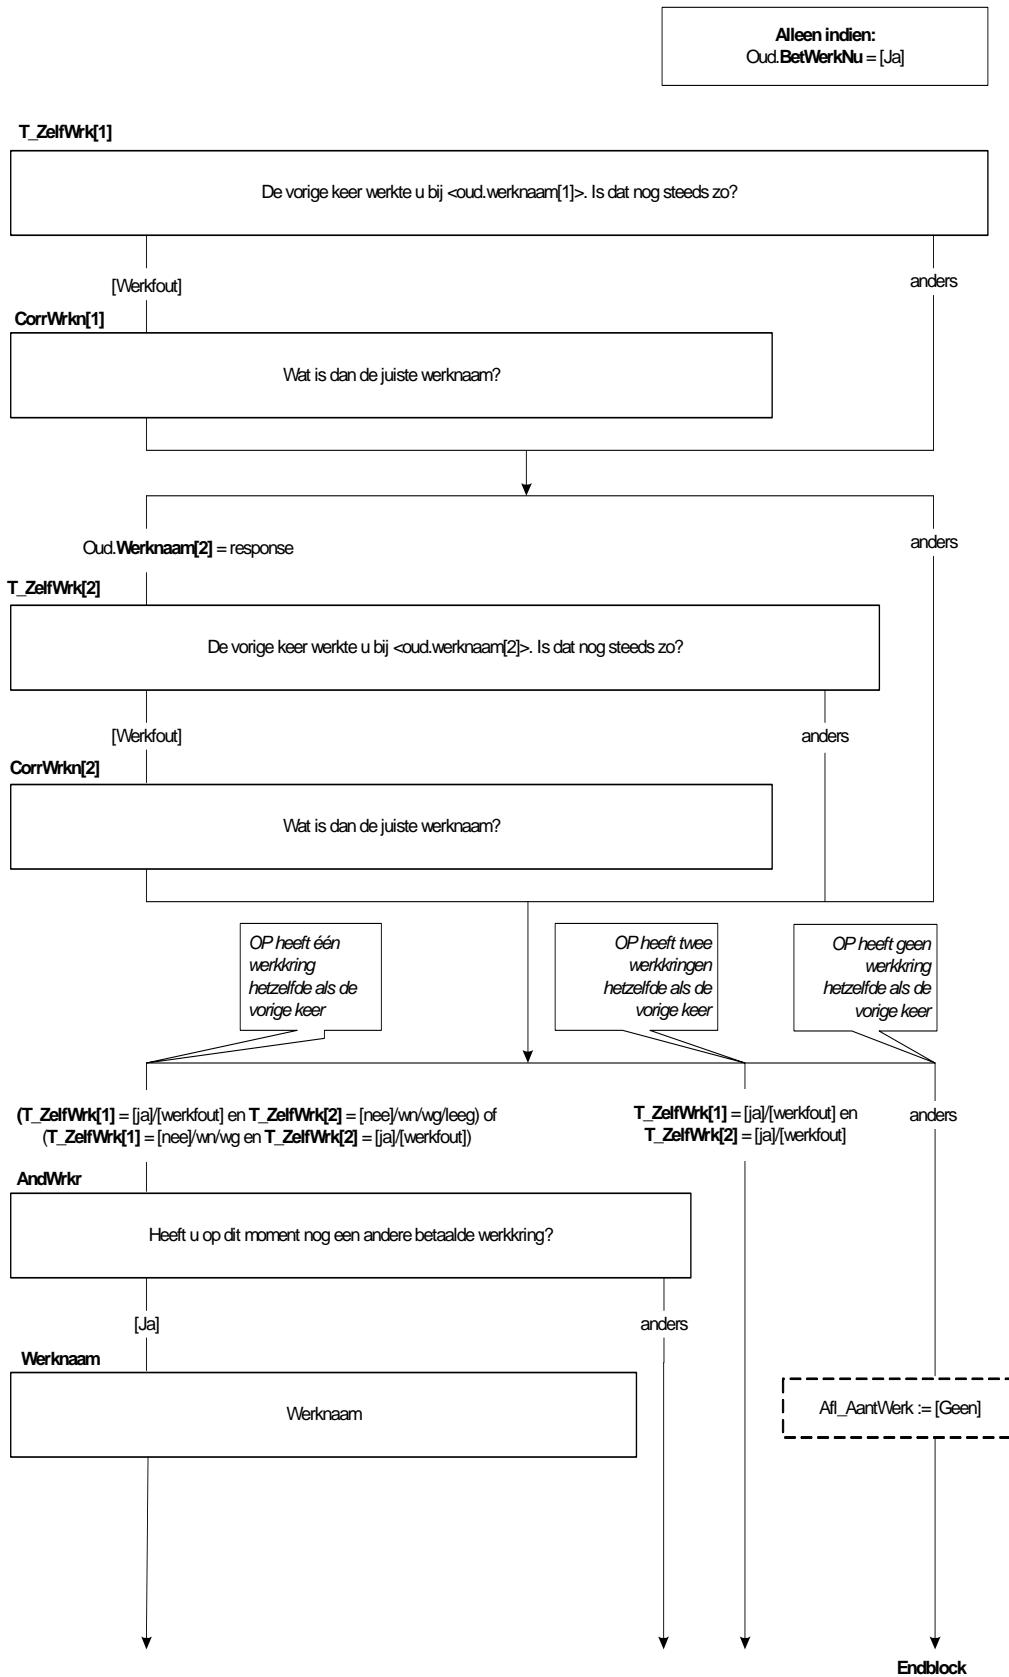 Alleen indien:
Oud.BetWerkNu = [Ja]
T_ZelfWrk[1]
De vorige keer werkte u bij <oud.werknaam[1]>. Is dat nog steeds zo?
[Werkfout]
anders
CorrWrkn[1]
Wat is dan de juiste werknaam?
Oud.Werknaam[2] = response
anders
T_ZelfWrk[2]
De vorige keer werkte u bij <oud.werknaam[2]>. Is dat nog steeds zo?
[Werkfout]
anders
CorrWrkn[2]
Wat is dan de juiste werknaam?
OP heeft één
werkkring
hetzelfde als de
vorige keer
OP heeft twee
werkkringen
hetzelfde als de
vorige keer
OP heeft geen
werkkring
hetzelfde als de
vorige keer
(T_ZelfWrk[1] = [ja]/[werkfout] en T_ZelfWrk[2] = [nee]/wn/wg/leeg) of
(T_ZelfWrk[1] = [nee]/wn/wg en T_ZelfWrk[2] = [ja]/[werkfout])
T_ZelfWrk[1] = [ja]/[werkfout] en
T_ZelfWrk[2] = [ja]/[werkfout]
anders
AndWrkr
Heeft u op dit moment nog een andere betaalde werkkring?
[Ja]
anders
Werknaam
Werknaam
Afl_AantWerk := [Geen]
Endblock